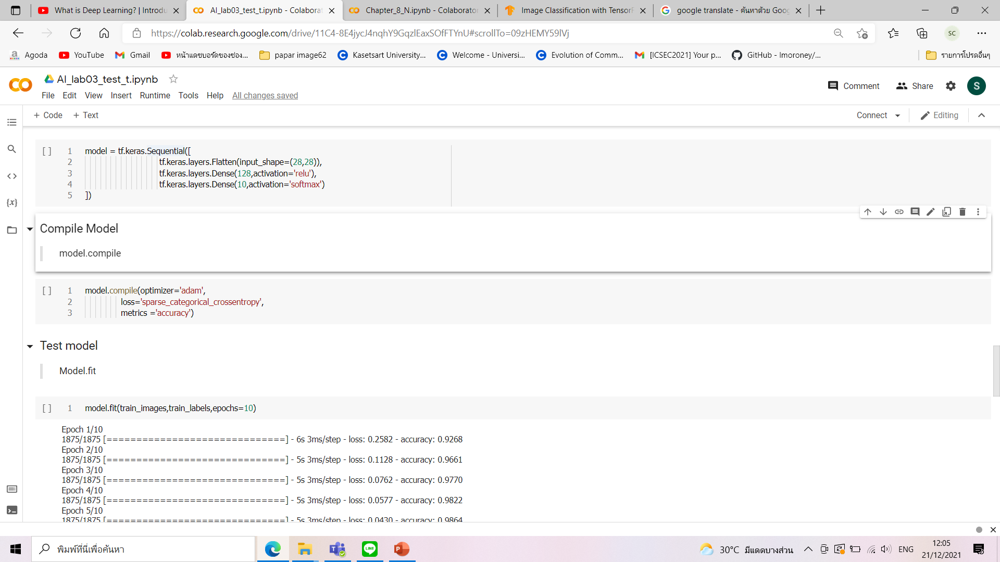 What is Deep Learning? | Introdu
AI_lab03_test_t.ipynb - Colaborat
Chapter_8_N.ipynb - Colaborator
Image Classification with TensorF
google translate - ค้นหาด้วย Goog
https://colab.research.google.com/drive/11C4-8E4jycJ4nqhY9GqzlEaxSOfFTYnU#scrollTo=09zHEMY59lVj
SC
Agoda
YouTube
Gmail
หน้าแดชบอร์ดของช่อง...
papar image62
Kasetsart University...
Welcome - Universi...
Evolution of Comm...
[ICSEC2021] Your p...
GitHub - lmoroney/...
รายการโปรดอื่นๆ
AI_lab03_test_t.ipynb
Comment
Share
S
File Edit View Insert Runtime Tools Help All changes saved
+ Code + Text
Connect
Editing
[ ] 1 model = tf.keras.Sequential([
2 tf.keras.layers.Flatten(input_shape=(28,28)),
3 tf.keras.layers.Dense(128,activation='relu'),
4 tf.keras.layers.Dense(10,activation='softmax')
5 ])
Compile Model
model.compile
[ ] 1 model.compile(optimizer='adam',
2 loss='sparse_categorical_crossentropy',
3 metrics ='accuracy')
Test model
Model.fit
[ ] 1 model.fit(train_images,train_labels,epochs=10)
Epoch 1/10
1875/1875 [==============================] - 6s 3ms/step - loss: 0.2582 - accuracy: 0.9268
Epoch 2/10
1875/1875 [==============================] - 5s 3ms/step - loss: 0.1128 - accuracy: 0.9661
Epoch 3/10
1875/1875 [==============================] - 5s 3ms/step - loss: 0.0762 - accuracy: 0.9770
Epoch 4/10
1875/1875 [==============================] - 5s 3ms/step - loss: 0.0577 - accuracy: 0.9822
Epoch 5/10
1875/1875 [==============================] - 5s 3ms/step - loss: 0.0430 - accuracy: 0.9864
พิมพ์ที่นี่เพื่อค้นหา
LINE
30°C มีแดดบางส่วน
ENG
12:05
21/12/2021